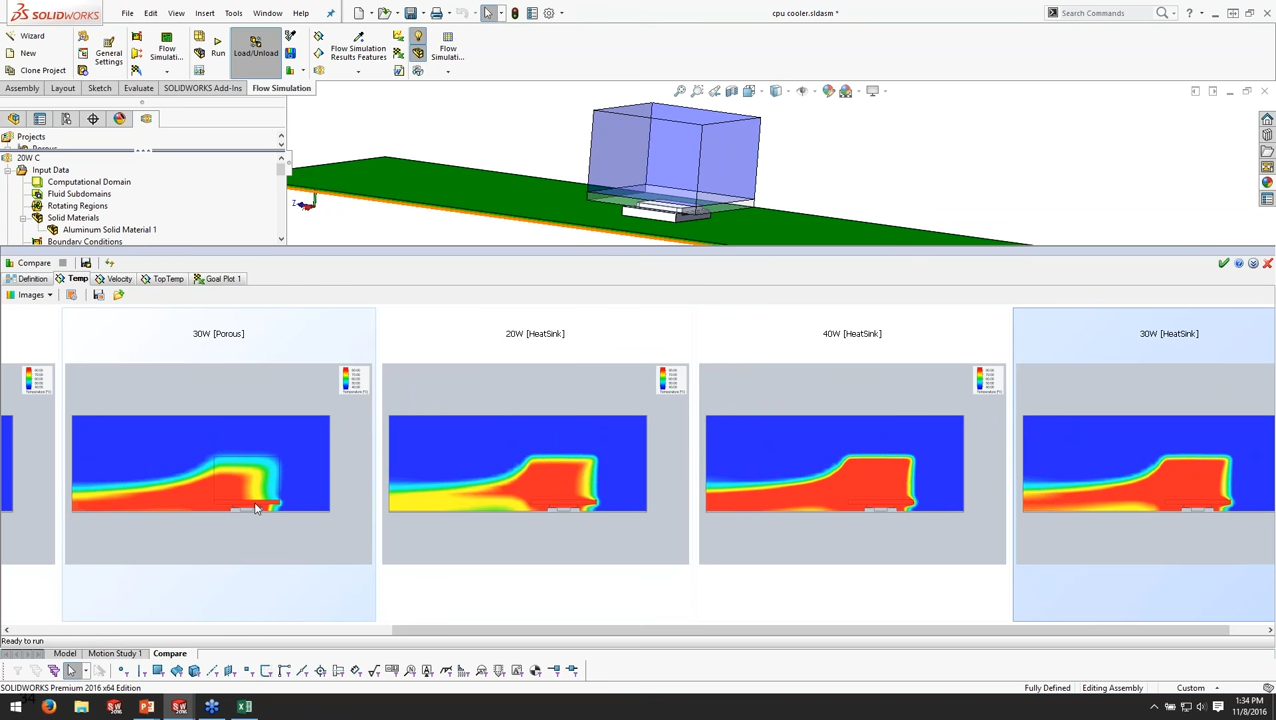 SOLIDWORKS File Edit View Insert Tools Window Help cpu cooler.sldasm * Search Commands
Wizard
New
Clone Project
General Settings
Flow Simulati...
Run
Load/Unload
Flow Simulation Results Features
Flow Simulati...
Assembly Layout Sketch Evaluate SOLIDWORKS Add-Ins Flow Simulation
Projects
20W C
Input Data
Computational Domain
Fluid Subdomains
Rotating Regions
Solid Materials
Aluminum Solid Material 1
Boundary Conditions
Z
Compare
Definition Temp Velocity TopTemp Goal Plot 1
Images
30W [Porous] 20W [HeatSink] 40W [HeatSink] 30W [HeatSink]
Ready to run
Model Motion Study 1 Compare
SOLIDWORKS Premium 2016 x64 Edition Fully Defined Editing Assembly Custom
1:34 PM
11/8/2016